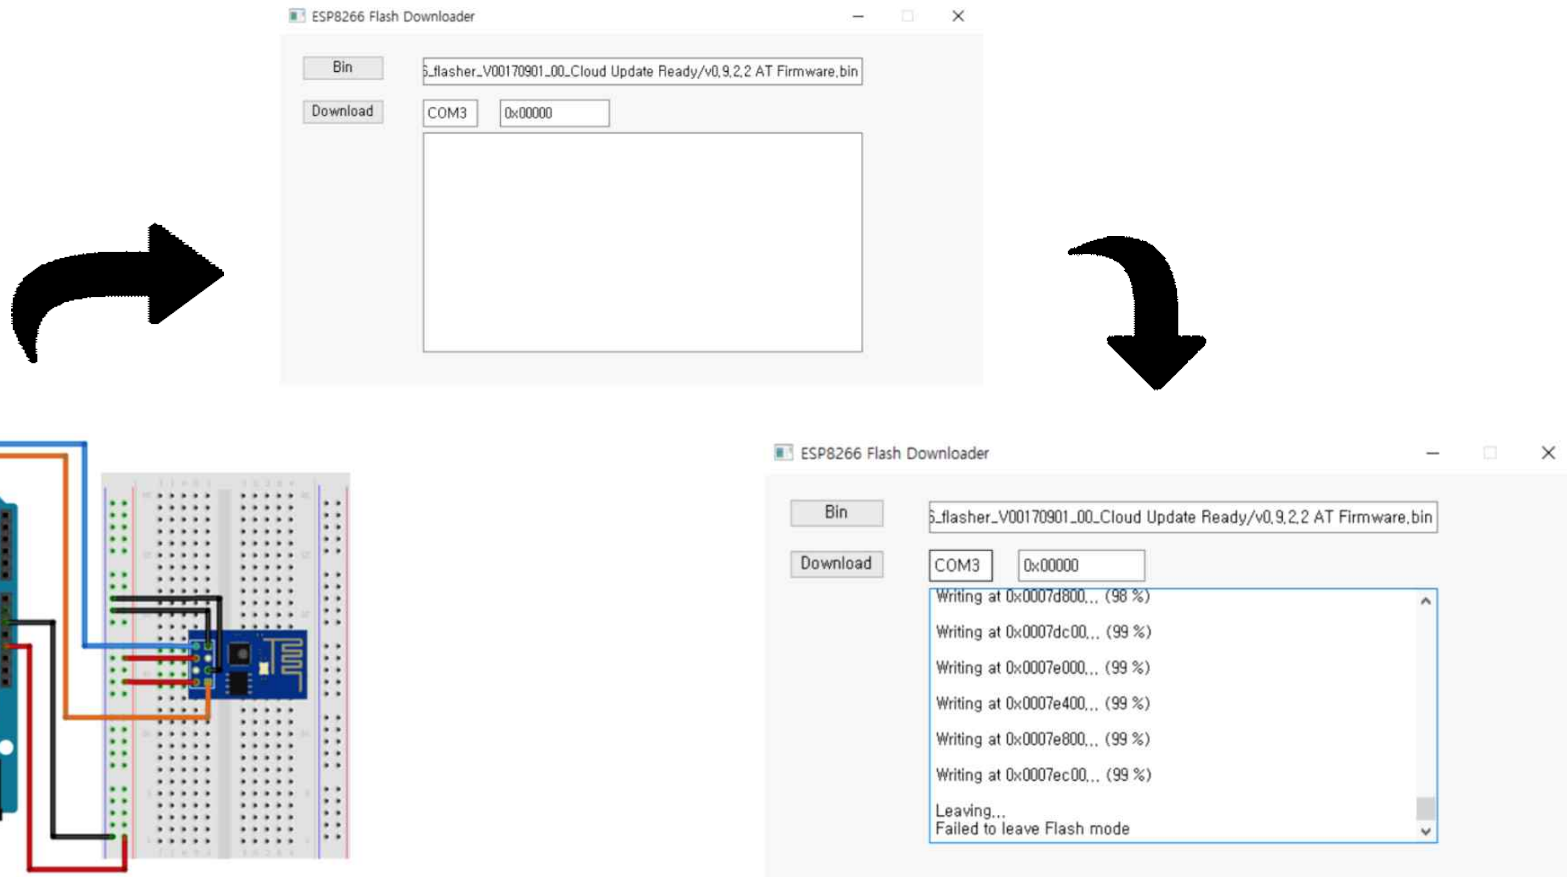 ESP8266 Flash Downloader
Bin
5_flasher_V00170901_00_Cloud Update Ready/v0,9,2,2 AT Firmware,bin
Download
COM3
0x00000
ESP8266 Flash Downloader
Bin
5_flasher_V00170901_00_Cloud Update Ready/v0,9,2,2 AT Firmware,bin
Download
COM3
0x00000
Writing at 0x0007d800,,, (98 %)
Writing at 0x0007dc00,,, (99 %)
Writing at 0x0007e000,,, (99 %)
Writing at 0x0007e400,,, (99 %)
Writing at 0x0007e800,,, (99 %)
Writing at 0x0007ec00,,, (99 %)
Leaving,,,
Failed to leave Flash mode